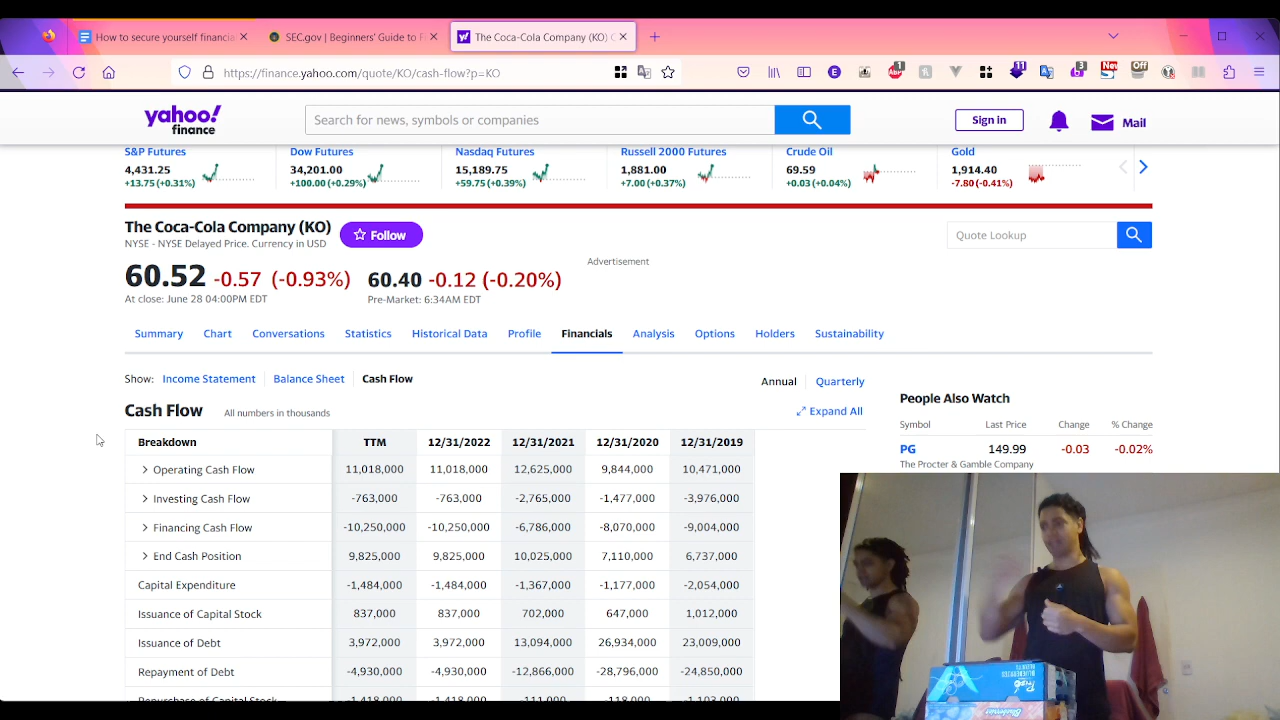 How to secure yourself financia
SEC.gov | Beginners' Guide to F
The Coca-Cola Company (KO) C
https://finance.yahoo.com/quote/KO/cash-flow?p=KO
yahoo!
finance
Search for news, symbols or companies
Sign in
Mail
S&P Futures Dow Futures Nasdaq Futures Russell 2000 Futures Crude Oil Gold
4,431.25 34,201.00 15,189.75 1,881.00 69.59 1,914.40
+13.75 (+0.31%) +100.00 (+0.29%) +59.75 (+0.39%) +7.00 (+0.37%) +0.03 (+0.04%) -7.80 (-0.41%)
The Coca-Cola Company (KO)
Follow
NYSE - NYSE Delayed Price. Currency in USD
Quote Lookup
Advertisement
60.52 -0.57 (-0.93%) 60.40 -0.12 (-0.20%)
At close: June 28 04:00PM EDT Pre-Market: 6:34AM EDT
Summary Chart Conversations Statistics Historical Data Profile Financials Analysis Options Holders Sustainability
Show: Income Statement Balance Sheet Cash Flow
Annual Quarterly
Cash Flow All numbers in thousands
Expand All
Breakdown TTM 12/31/2022 12/31/2021 12/31/2020 12/31/2019
Operating Cash Flow 11,018,000 11,018,000 12,625,000 9,844,000 10,471,000
Investing Cash Flow -763,000 -763,000 -2,765,000 -1,477,000 -3,976,000
Financing Cash Flow -10,250,000 -10,250,000 -6,786,000 -8,070,000 -9,004,000
End Cash Position 9,825,000 9,825,000 10,025,000 7,110,000 6,737,000
Capital Expenditure -1,484,000 -1,484,000 -1,367,000 -1,177,000 -2,054,000
Issuance of Capital Stock 837,000 837,000 702,000 647,000 1,012,000
Issuance of Debt 3,972,000 3,972,000 13,094,000 26,934,000 23,009,000
Repayment of Debt -4,930,000 -4,930,000 -12,866,000 -28,796,000 -24,850,000
Repurchase of Capital Stock -1,418,000 -1,418,000 -111,000 -118,000 -1,103,000
People Also Watch
Symbol Last Price Change % Change
PG 149.99 -0.03 -0.02%
The Procter & Gamble Company